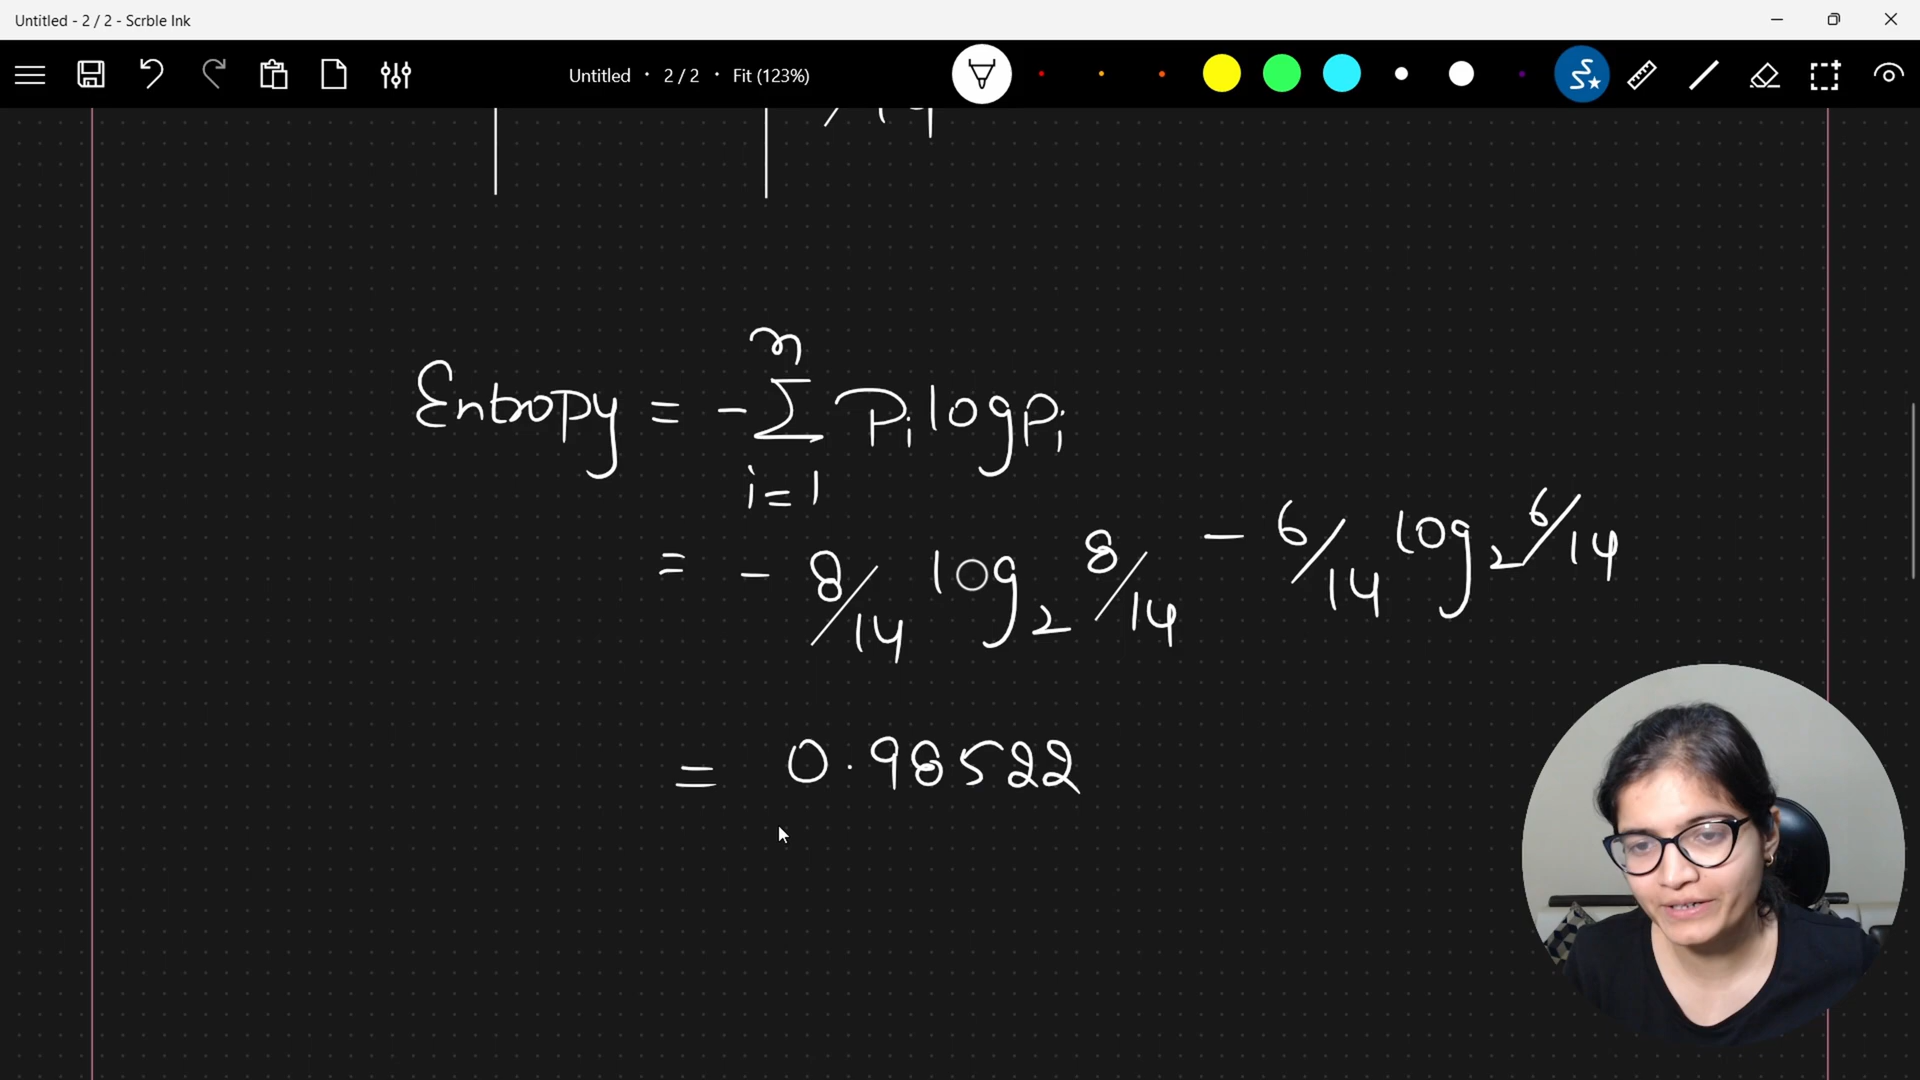 Untitled - 2 / 2 - Scrble Ink
Untitled • 2 / 2 • Fit (123%)
n
Entropy = - Σ Pi log pi
i = 1
= - 8/14 log2 8/14 - 6/14 log2 6/14
= 0.98522